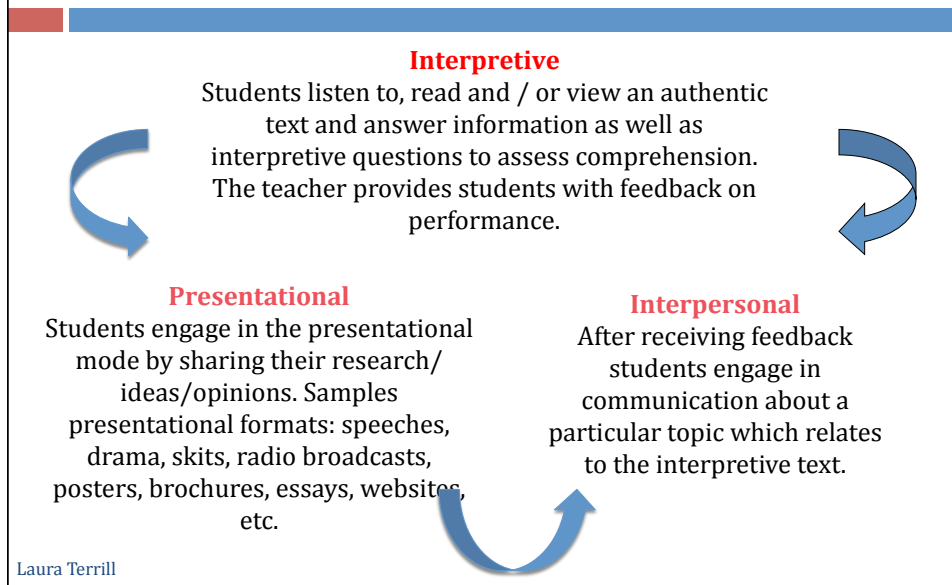 Interpretive
Students listen to, read and / or view an authentic
text and answer information as well as
interpretive questions to assess comprehension.
The teacher provides students with feedback on
performance.
Presentational
Students engage in the presentational
mode by sharing their research/
ideas/opinions. Samples
presentational formats: speeches,
drama, skits, radio broadcasts,
posters, brochures, essays, websites,
etc.
Interpersonal
After receiving feedback
students engage in
communication about a
particular topic which relates
to the interpretive text.
Laura Terrill